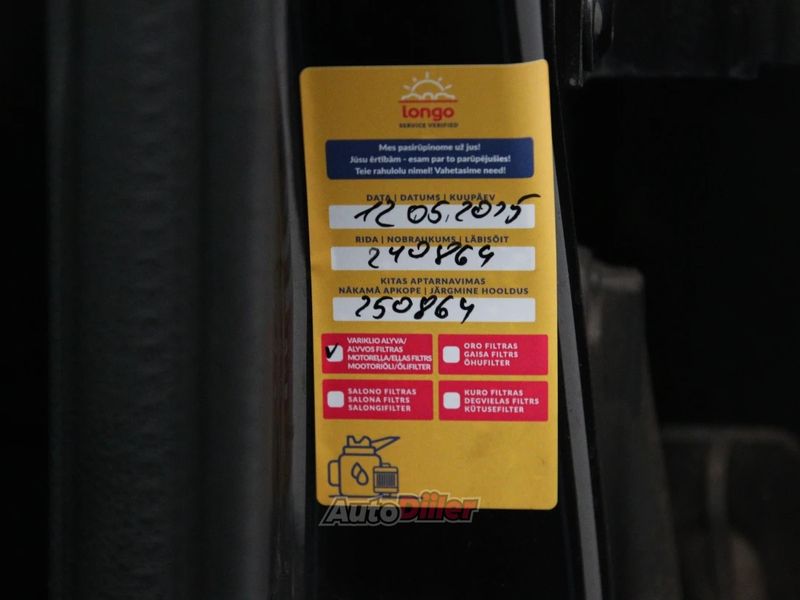 longo
SERVICE VERIFIED
Mes pasirūpinome už jus!
Jūsu ērtībām - esam par to parūpējušies!
Teie rahulolu nimel! Vahetasime need!
DATA | DATUMS | KUUPÄEV
12 05.2025
RIDA | NOBRAUKUMS | LÄBISÕIT
240864
KITAS APTARNAVIMAS
NĀKAMĀ APKOPE | JÄRGMINE HOOLDUS
250864
VARIKLIO ALYVA/
ALYVOS FILTRAS
MOTOREĻĻA/EĻĻAS FILTRS
MOOTORIÕLI/ÕLIFILTER
ORO FILTRAS
GAISA FILTRS
ÕHUFILTER
SALONO FILTRAS
SALONA FILTRS
SALONGIFILTER
KURO FILTRAS
DEGVIELAS FILTRS
KÜTUSEFILTER
AutoDiiler